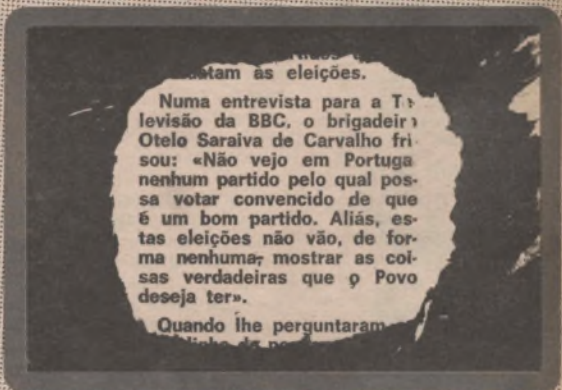 as eleições.
Numa entrevista para a Te
levisão da BBC, o brigadeiro
Otelo Saraiva de Carvalho fri-
sou: «Não vejo em Portuga
nenhum partido pelo qual pos-
sa votar convencido de que
é um bom partido. Aliás, es-
tas eleições não vão, de for-
ma nenhuma, mostrar as coi-
sas verdadeiras que o Povo
deseja ter».
Quando lhe perguntaram